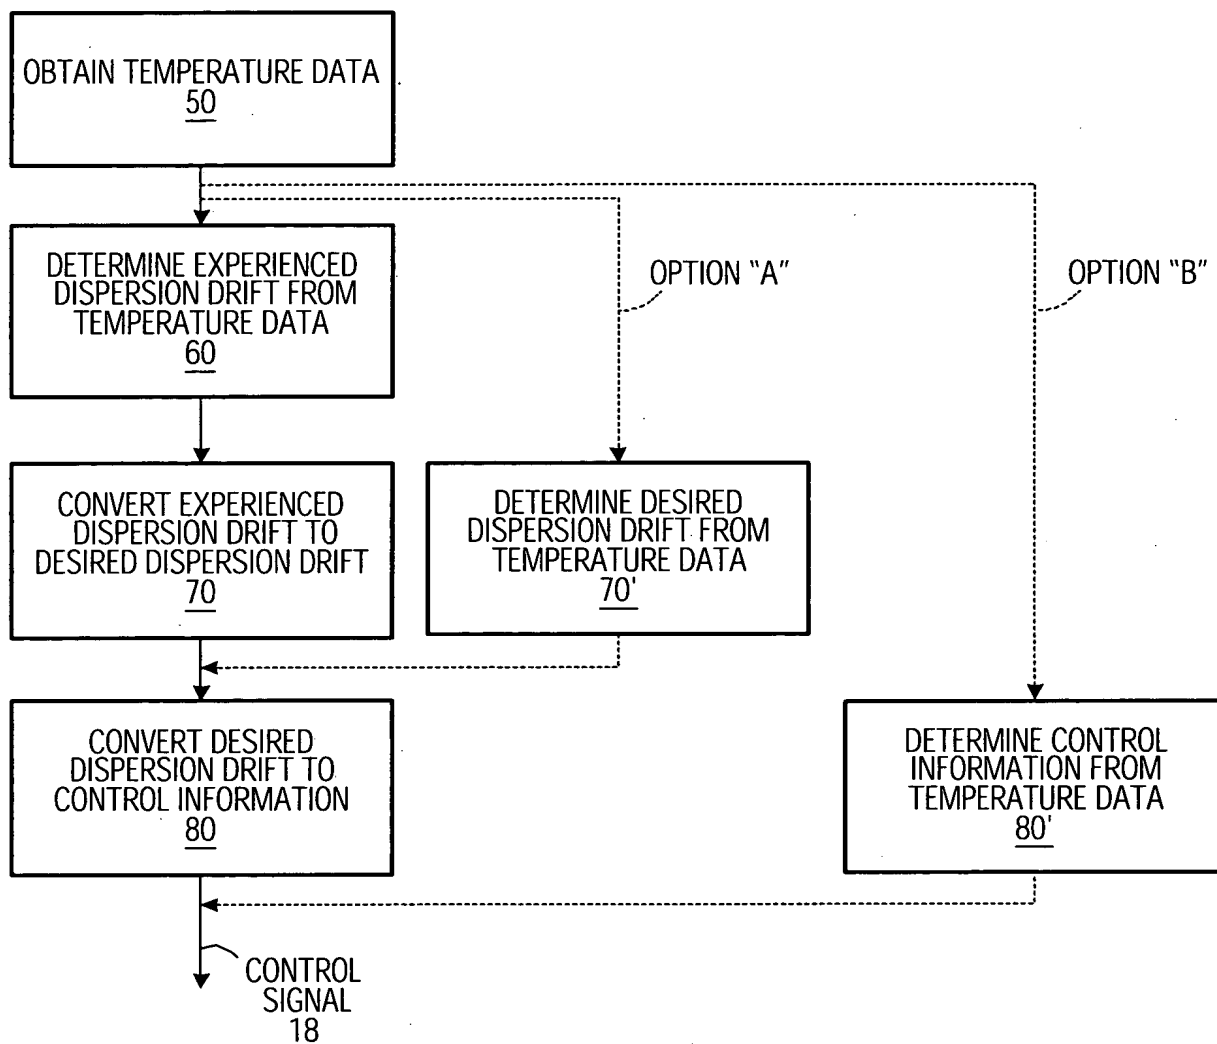 OBTAIN TEMPERATURE DATA
50
DETERMINE EXPERIENCED
DISPERSION DRIFT FROM
TEMPERATURE DATA
60
OPTION "A"
OPTION "B"
CONVERT EXPERIENCED
DISPERSION DRIFT TO
DESIRED DISPERSION DRIFT
70
DETERMINE DESIRED
DISPERSION DRIFT FROM
TEMPERATURE DATA
70'
CONVERT DESIRED
DISPERSION DRIFT TO
CONTROL INFORMATION
80
DETERMINE CONTROL
INFORMATION FROM
TEMPERATURE DATA
80'
CONTROL
SIGNAL
18